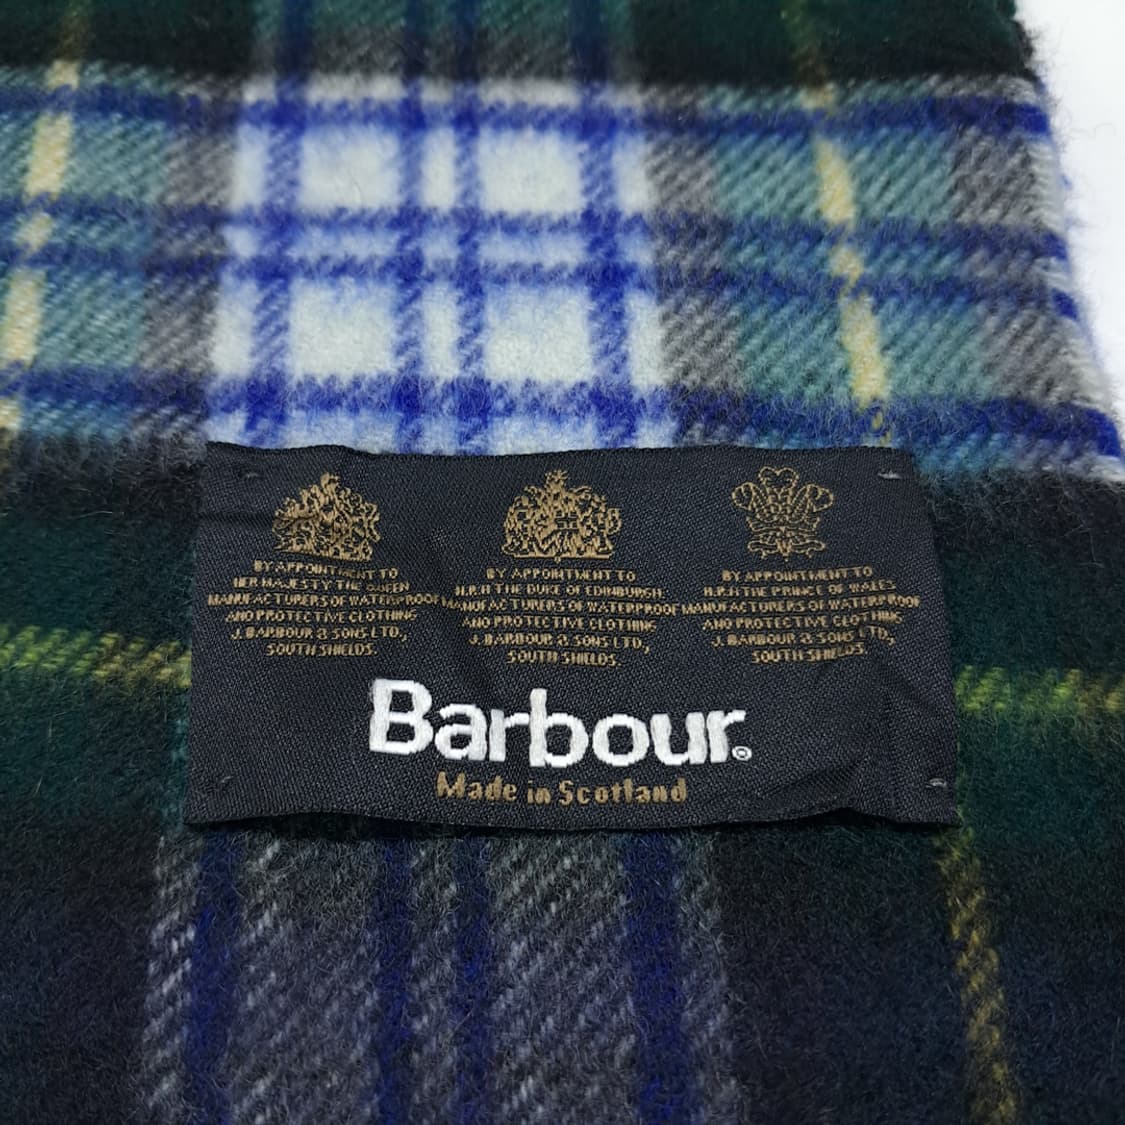 BY APPOINTMENT TO
HER MAJESTY THE QUEEN
MANUFACTURERS OF WATERPROOF
AND PROTECTIVE CLOTHING
J. BARBOUR & SONS LTD.,
SOUTH SHIELDS.
BY APPOINTMENT TO
H.R.H THE DUKE OF EDINBURGH.
MANUFACTURERS OF WATERPROOF
AND PROTECTIVE CLOTHING
J. BARBOUR & SONS LTD.,
SOUTH SHIELDS.
BY APPOINTMENT TO
H.R.H THE PRINCE OF WALES.
MANUFACTURERS OF WATERPROOF
AND PROTECTIVE CLOTHING
J. BARBOUR & SONS LTD.,
SOUTH SHIELDS.
Barbour®
Made in Scotland